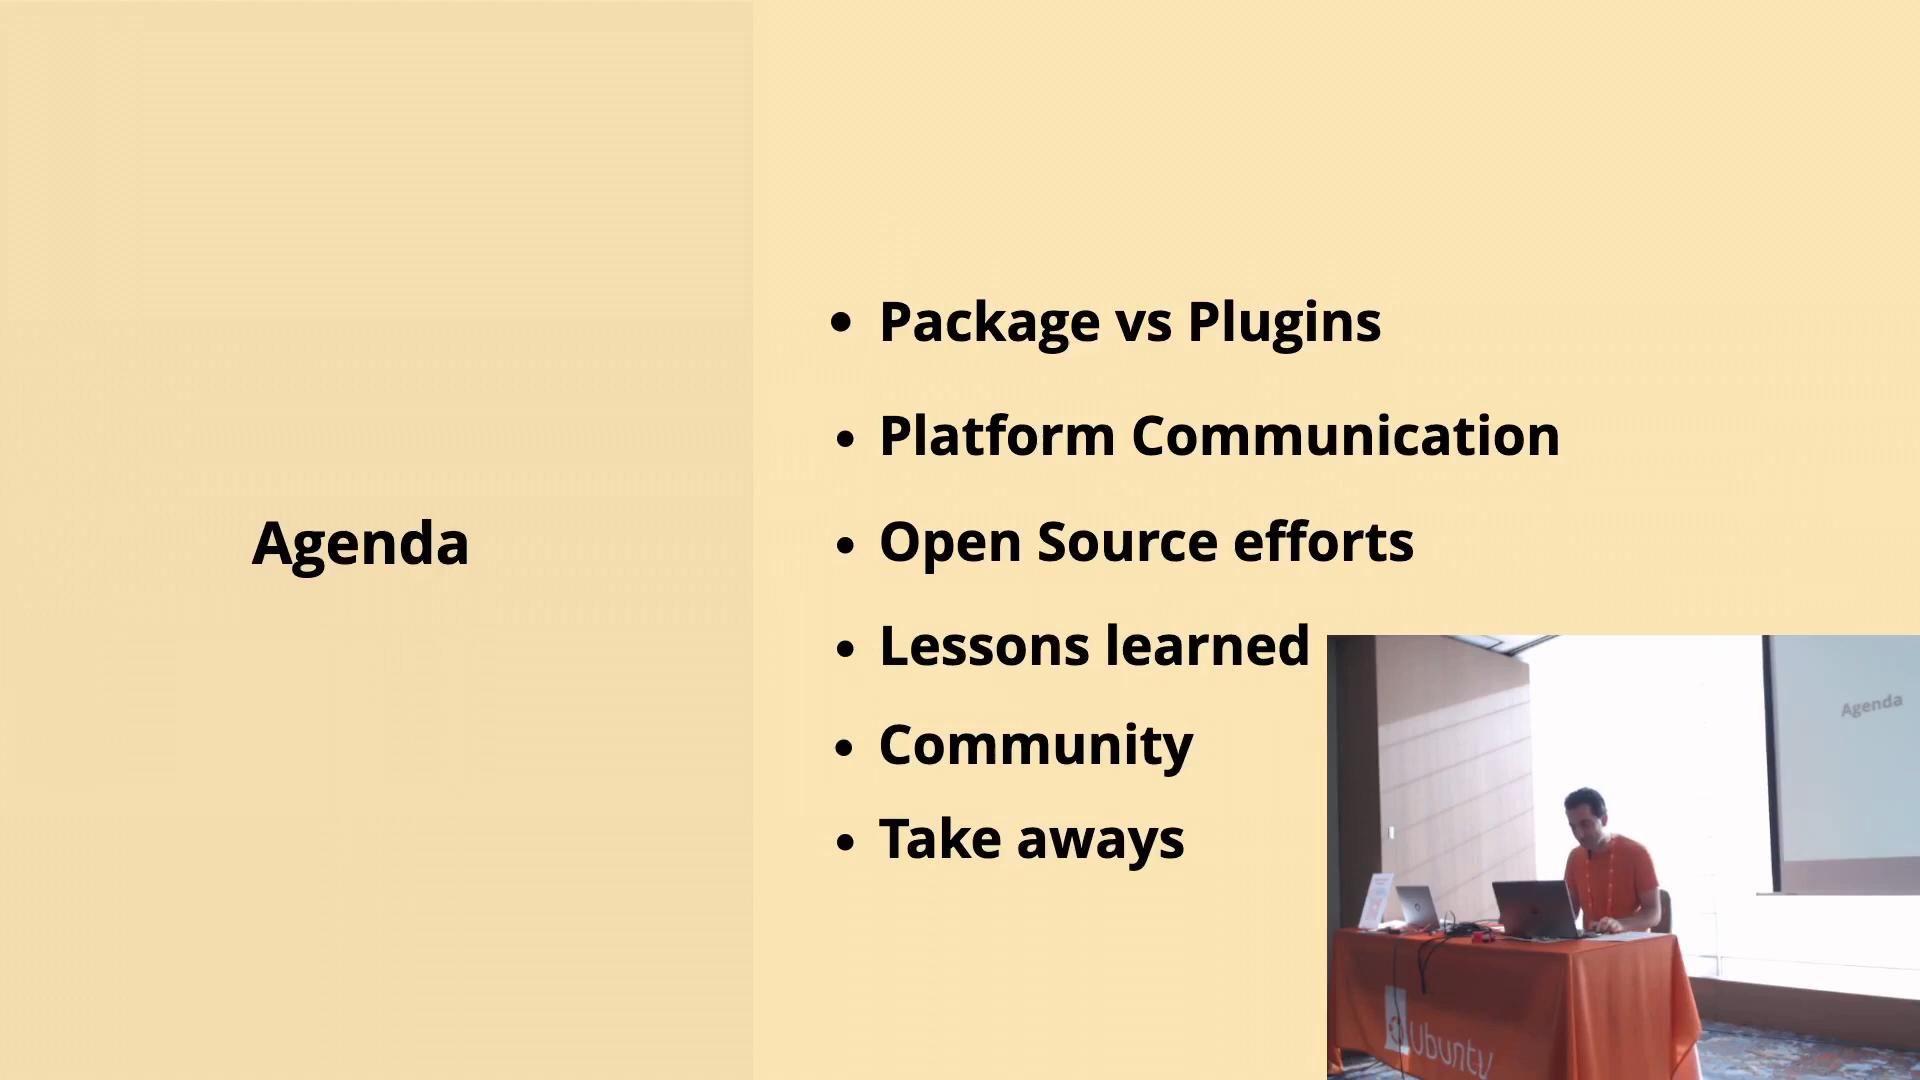 Agenda
Package vs Plugins
Platform Communication
Open Source efforts
Lessons learned
Community
Take aways
Agenda
Ubuntu